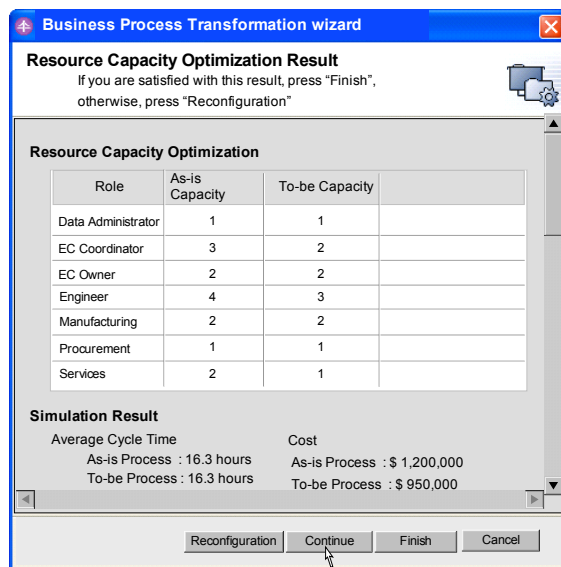 Business Process Transformation wizard
Resource Capacity Optimization Result
If you are satisfied with this result, press “Finish”,
otherwise, press “Reconfiguration”
Resource Capacity Optimization
Role As-is Capacity To-be Capacity
Data Administrator 1 1
EC Coordinator 3 2
EC Owner 2 2
Engineer 4 3
Manufacturing 2 2
Procurement 1 1
Services 2 1
Simulation Result
Average Cycle Time Cost
As-is Process : 16.3 hours As-is Process : $ 1,200,000
To-be Process : 16.3 hours To-be Process : $ 950,000
Reconfiguration Continue Finish Cancel